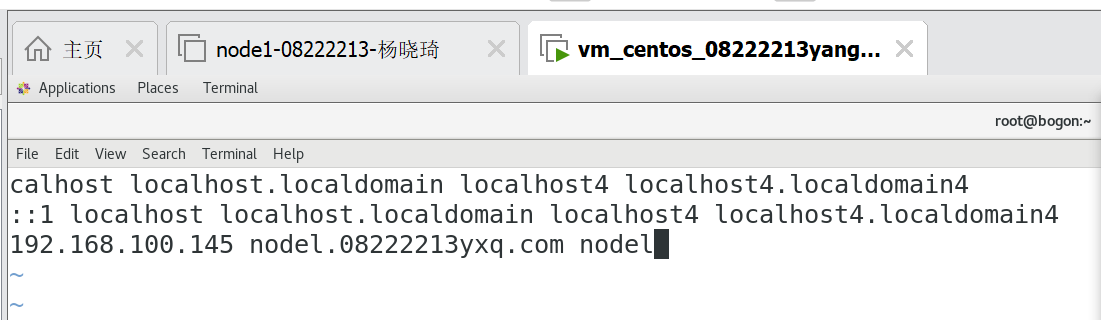 主页 node1-08222213-杨晓琦 vm_centos_08222213yang...
Applications Places Terminal
root@bogon:~
File Edit View Search Terminal Help
calhost localhost.localdomain localhost4 localhost4.localdomain4
::1 localhost localhost.localdomain localhost4 localhost4.localdomain4
192.168.100.145 nodel.08222213yxq.com nodel
~
~